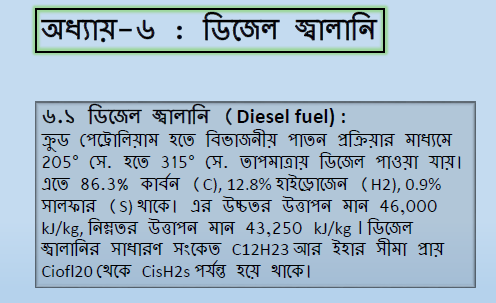 অধ্যায়-৬ : ডিজেল জ্বালানি
৬.১ ডিজেল জ্বালানি ( Diesel fuel) :
ক্রুড পেট্রোলিয়াম হতে বিভাজনীয় পাতন প্রক্রিয়ার মাধ্যমে
205° সে. হতে 315° সে. তাপমাত্রায় ডিজেল পাওয়া যায়।
এতে 86.3% কার্বন (C), 12.8% হাইড্রোজেন (H2), 0.9%
সালফার (S) থাকে। এর উচ্চতর উত্তাপন মান 46,000
kJ/kg, নিম্নতর উত্তাপন মান 43,250 kJ/kg । ডিজেল
জ্বালানির সাধারণ সংকেত C12H23 আর ইহার সীমা প্রায়
Ciofl20 থেকে CisH2s পর্যন্ত হয়ে থাকে।